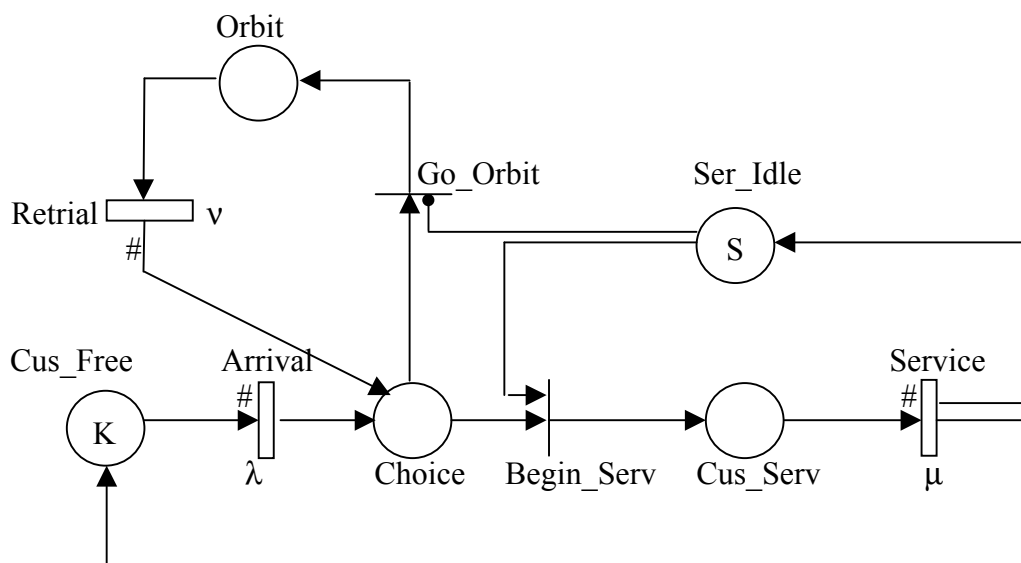 Orbit
Go_Orbit
Ser_Idle
Retrial
ν
#
S
Cus_Free
Arrival
Service
#
#
K
λ
Choice
Begin_Serv
Cus_Serv
μ